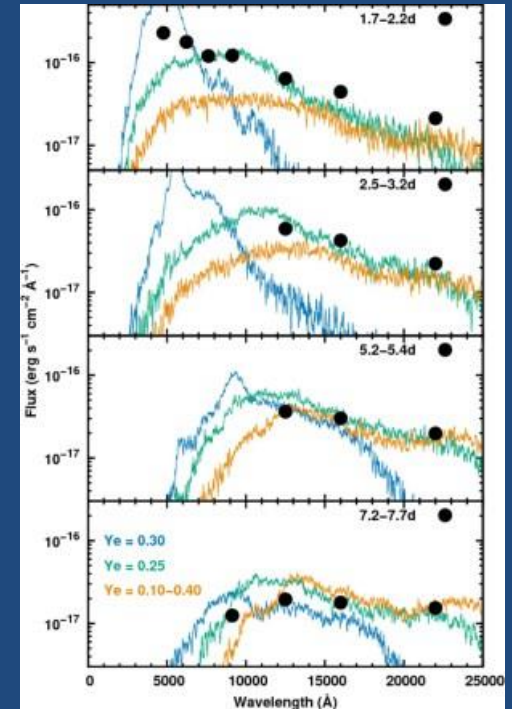 1.7−2.2d
10⁻¹⁶
10⁻¹⁷
2.5−3.2d
10⁻¹⁶
10⁻¹⁷
Flux (erg s⁻¹ cm⁻² Å⁻¹)
5.2−5.4d
10⁻¹⁶
10⁻¹⁷
7.2−7.7d
10⁻¹⁶
Ye = 0.30
Ye = 0.25
Ye = 0.10−0.40
10⁻¹⁷
0 5000 10000 15000 20000 25000
Wavelength (Å)